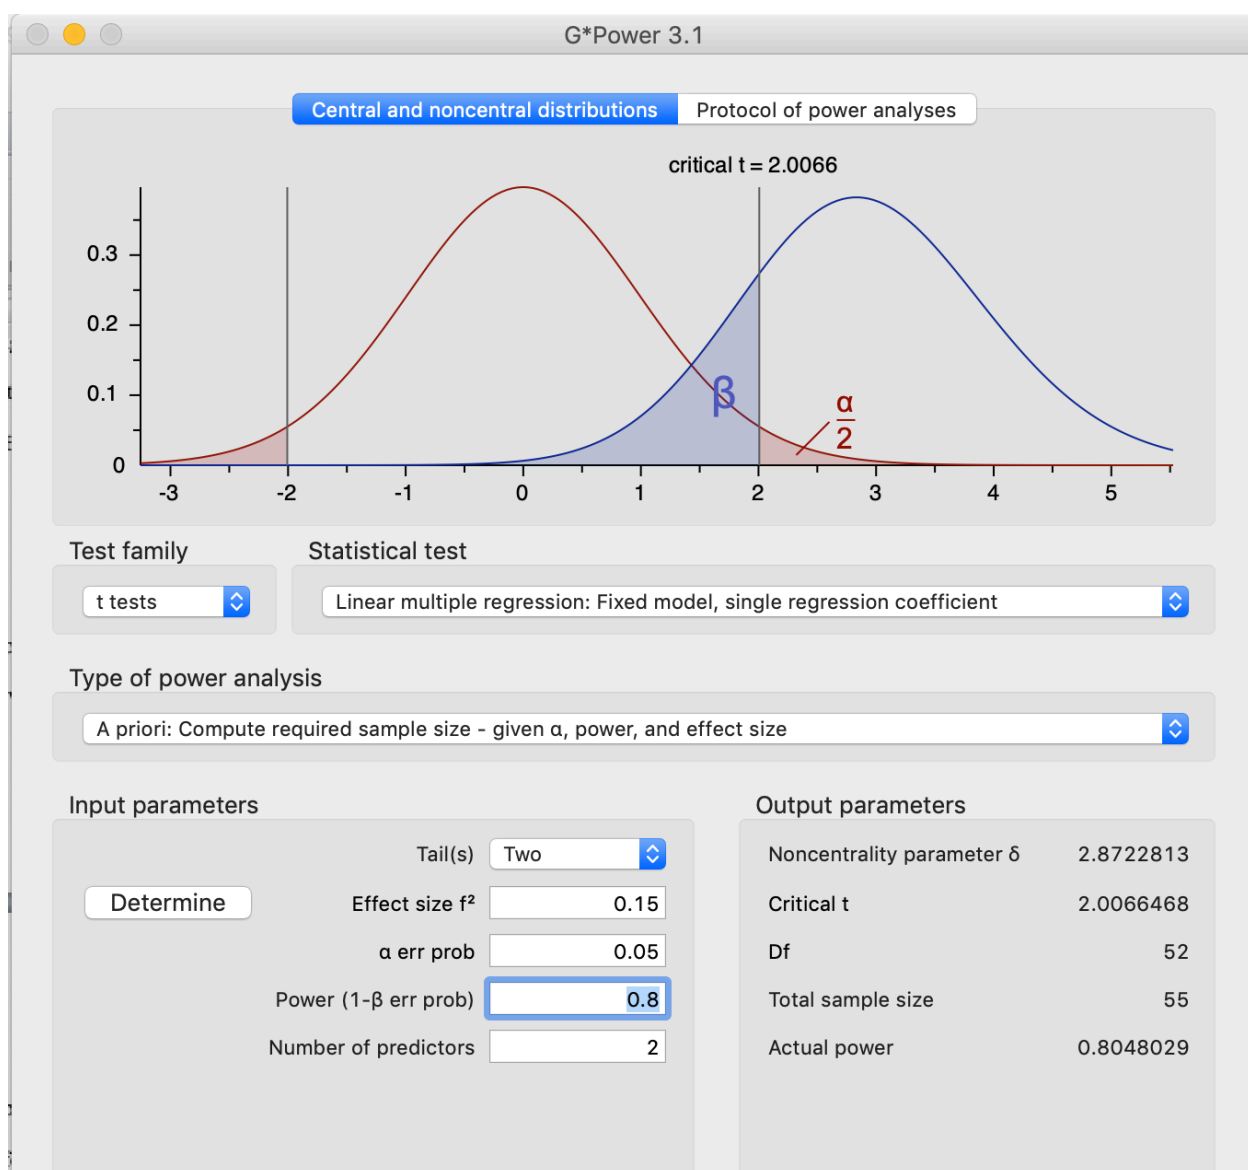 G*Power 3.1
Central and noncentral distributions Protocol of power analyses
critical t = 2.0066
0.3
0.2
0.1
0
β
α
2
-3 -2 -1 0 1 2 3 4 5
Test family Statistical test
t tests Linear multiple regression: Fixed model, single regression coefficient
Type of power analysis
A priori: Compute required sample size - given α, power, and effect size
Input parameters
Tail(s) Two
Determine Effect size f² 0.15
α err prob 0.05
Power (1-β err prob) 0.8
Number of predictors 2
Output parameters
Noncentrality parameter δ 2.8722813
Critical t 2.0066468
Df 52
Total sample size 55
Actual power 0.8048029